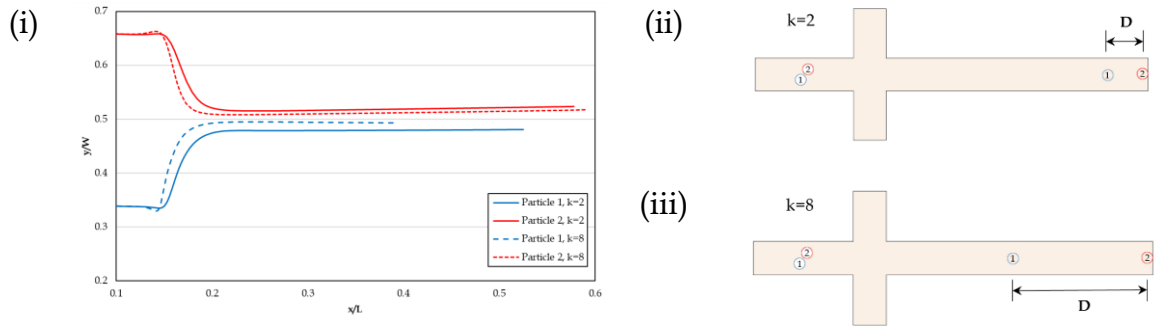 (i)
0.7
0.6
0.5
0.4
0.3
0.2
y/W
0.1
0.2
0.3
0.4
0.5
0.6
x/L
Particle 1, k=2
Particle 2, k=2
Particle 1, k=8
Particle 2, k=8
(ii)
k=2
D
2
1
1
2
(iii)
k=8
2
1
1
2
D